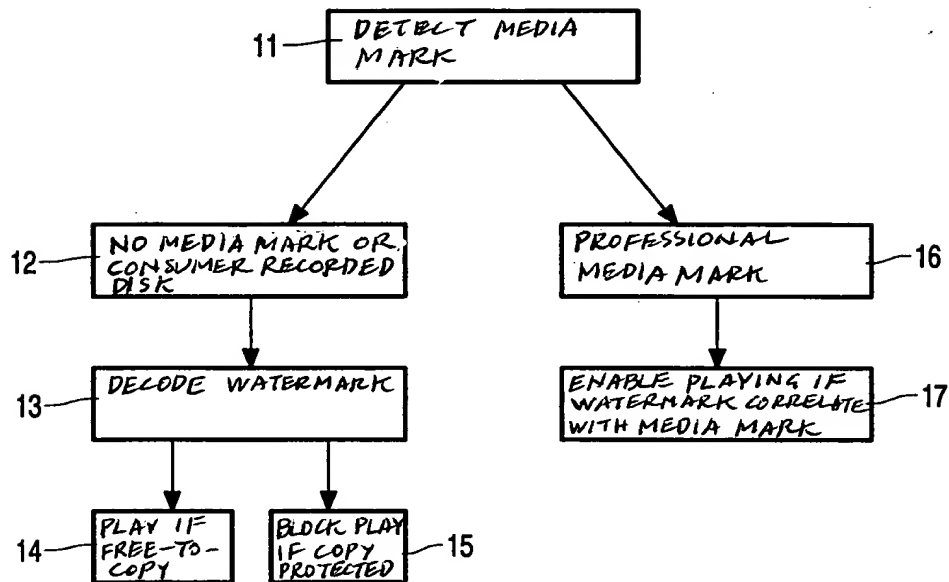 11
DETECT MEDIA
MARK
12
NO MEDIA MARK OR
CONSUMER RECORDED
DISK
PROFESSIONAL
MEDIA MARK
16
13
DECODE WATERMARK
ENABLE PLAYING IF
WATERMARK CORRELATE
WITH MEDIA MARK
17
14
PLAY IF
FREE-TO-
COPY
BLOCK PLAY
IF COPY
PROTECTED
15